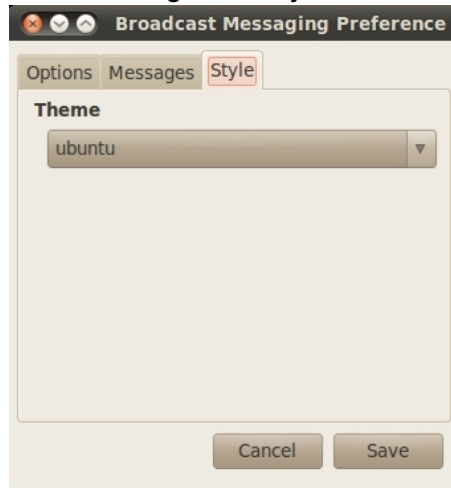 Broadcast Messaging Preference
Options Messages Style
Theme
ubuntu
Cancel Save